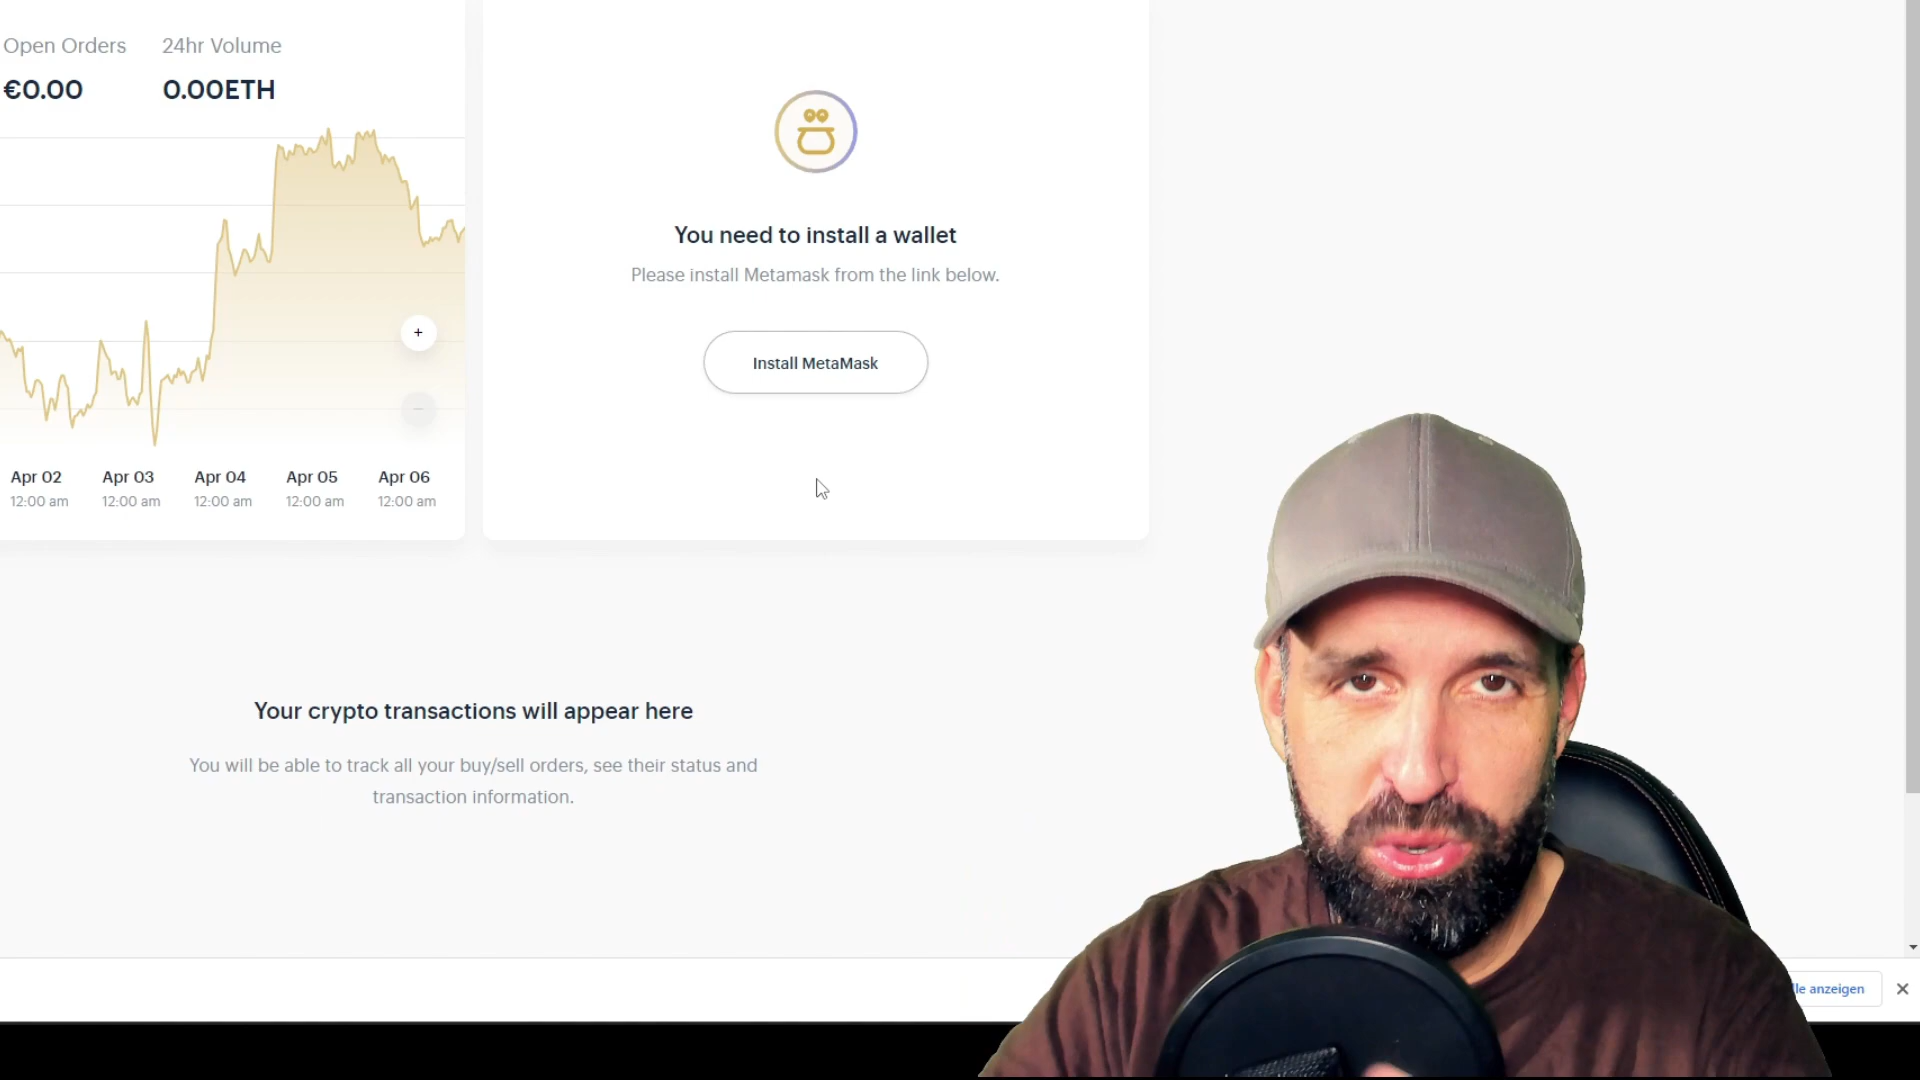 Open Orders
24hr Volume
€0.00
0.00ETH
+
−
Apr 02
Apr 03
Apr 04
Apr 05
Apr 06
12:00 am
12:00 am
12:00 am
12:00 am
12:00 am
You need to install a wallet
Please install Metamask from the link below.
Install MetaMask
Your crypto transactions will appear here
You will be able to track all your buy/sell orders, see their status and
transaction information.
lle anzeigen